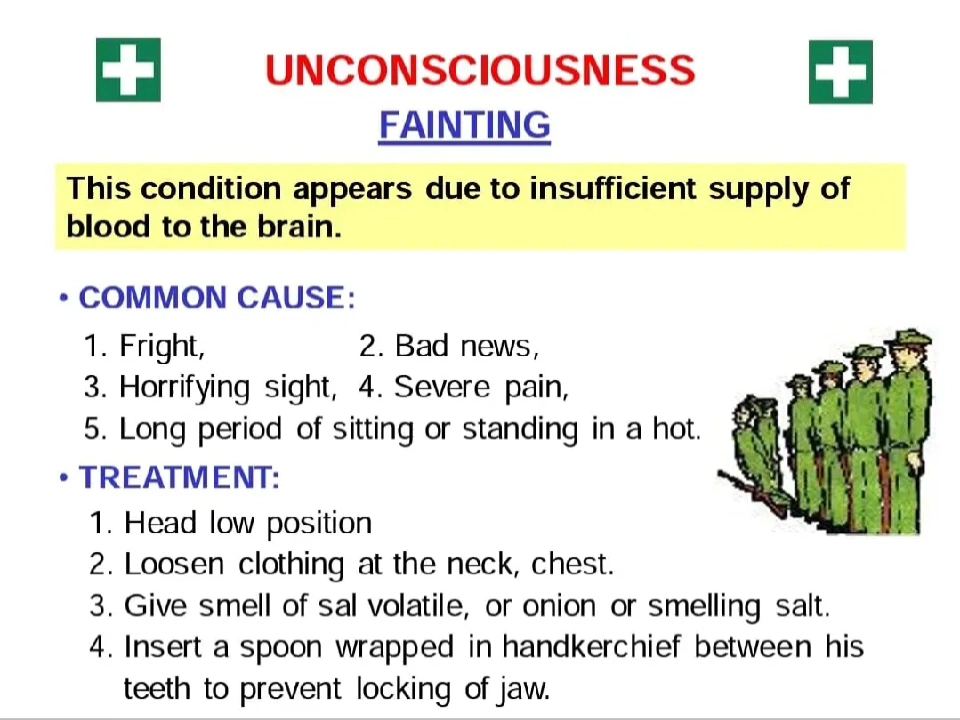 UNCONSCIOUSNESS
FAINTING
This condition appears due to insufficient supply of
blood to the brain.
• COMMON CAUSE:
1. Fright, 2. Bad news,
3. Horrifying sight, 4. Severe pain,
5. Long period of sitting or standing in a hot.
• TREATMENT:
1. Head low position
2. Loosen clothing at the neck, chest.
3. Give smell of sal volatile, or onion or smelling salt.
4. Insert a spoon wrapped in handkerchief between his
teeth to prevent locking of jaw.